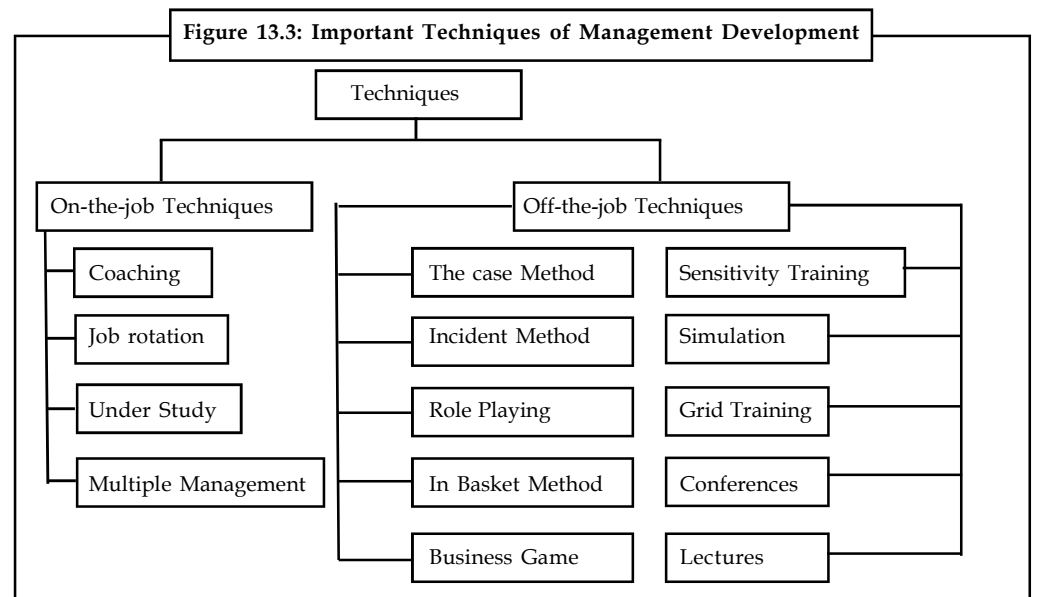 Figure 13.3: Important Techniques of Management Development
Techniques
On-the-job Techniques
Coaching
Job rotation
Under Study
Multiple Management
Off-the-job Techniques
The case Method
Incident Method
Role Playing
In Basket Method
Business Game
Sensitivity Training
Simulation
Grid Training
Conferences
Lectures